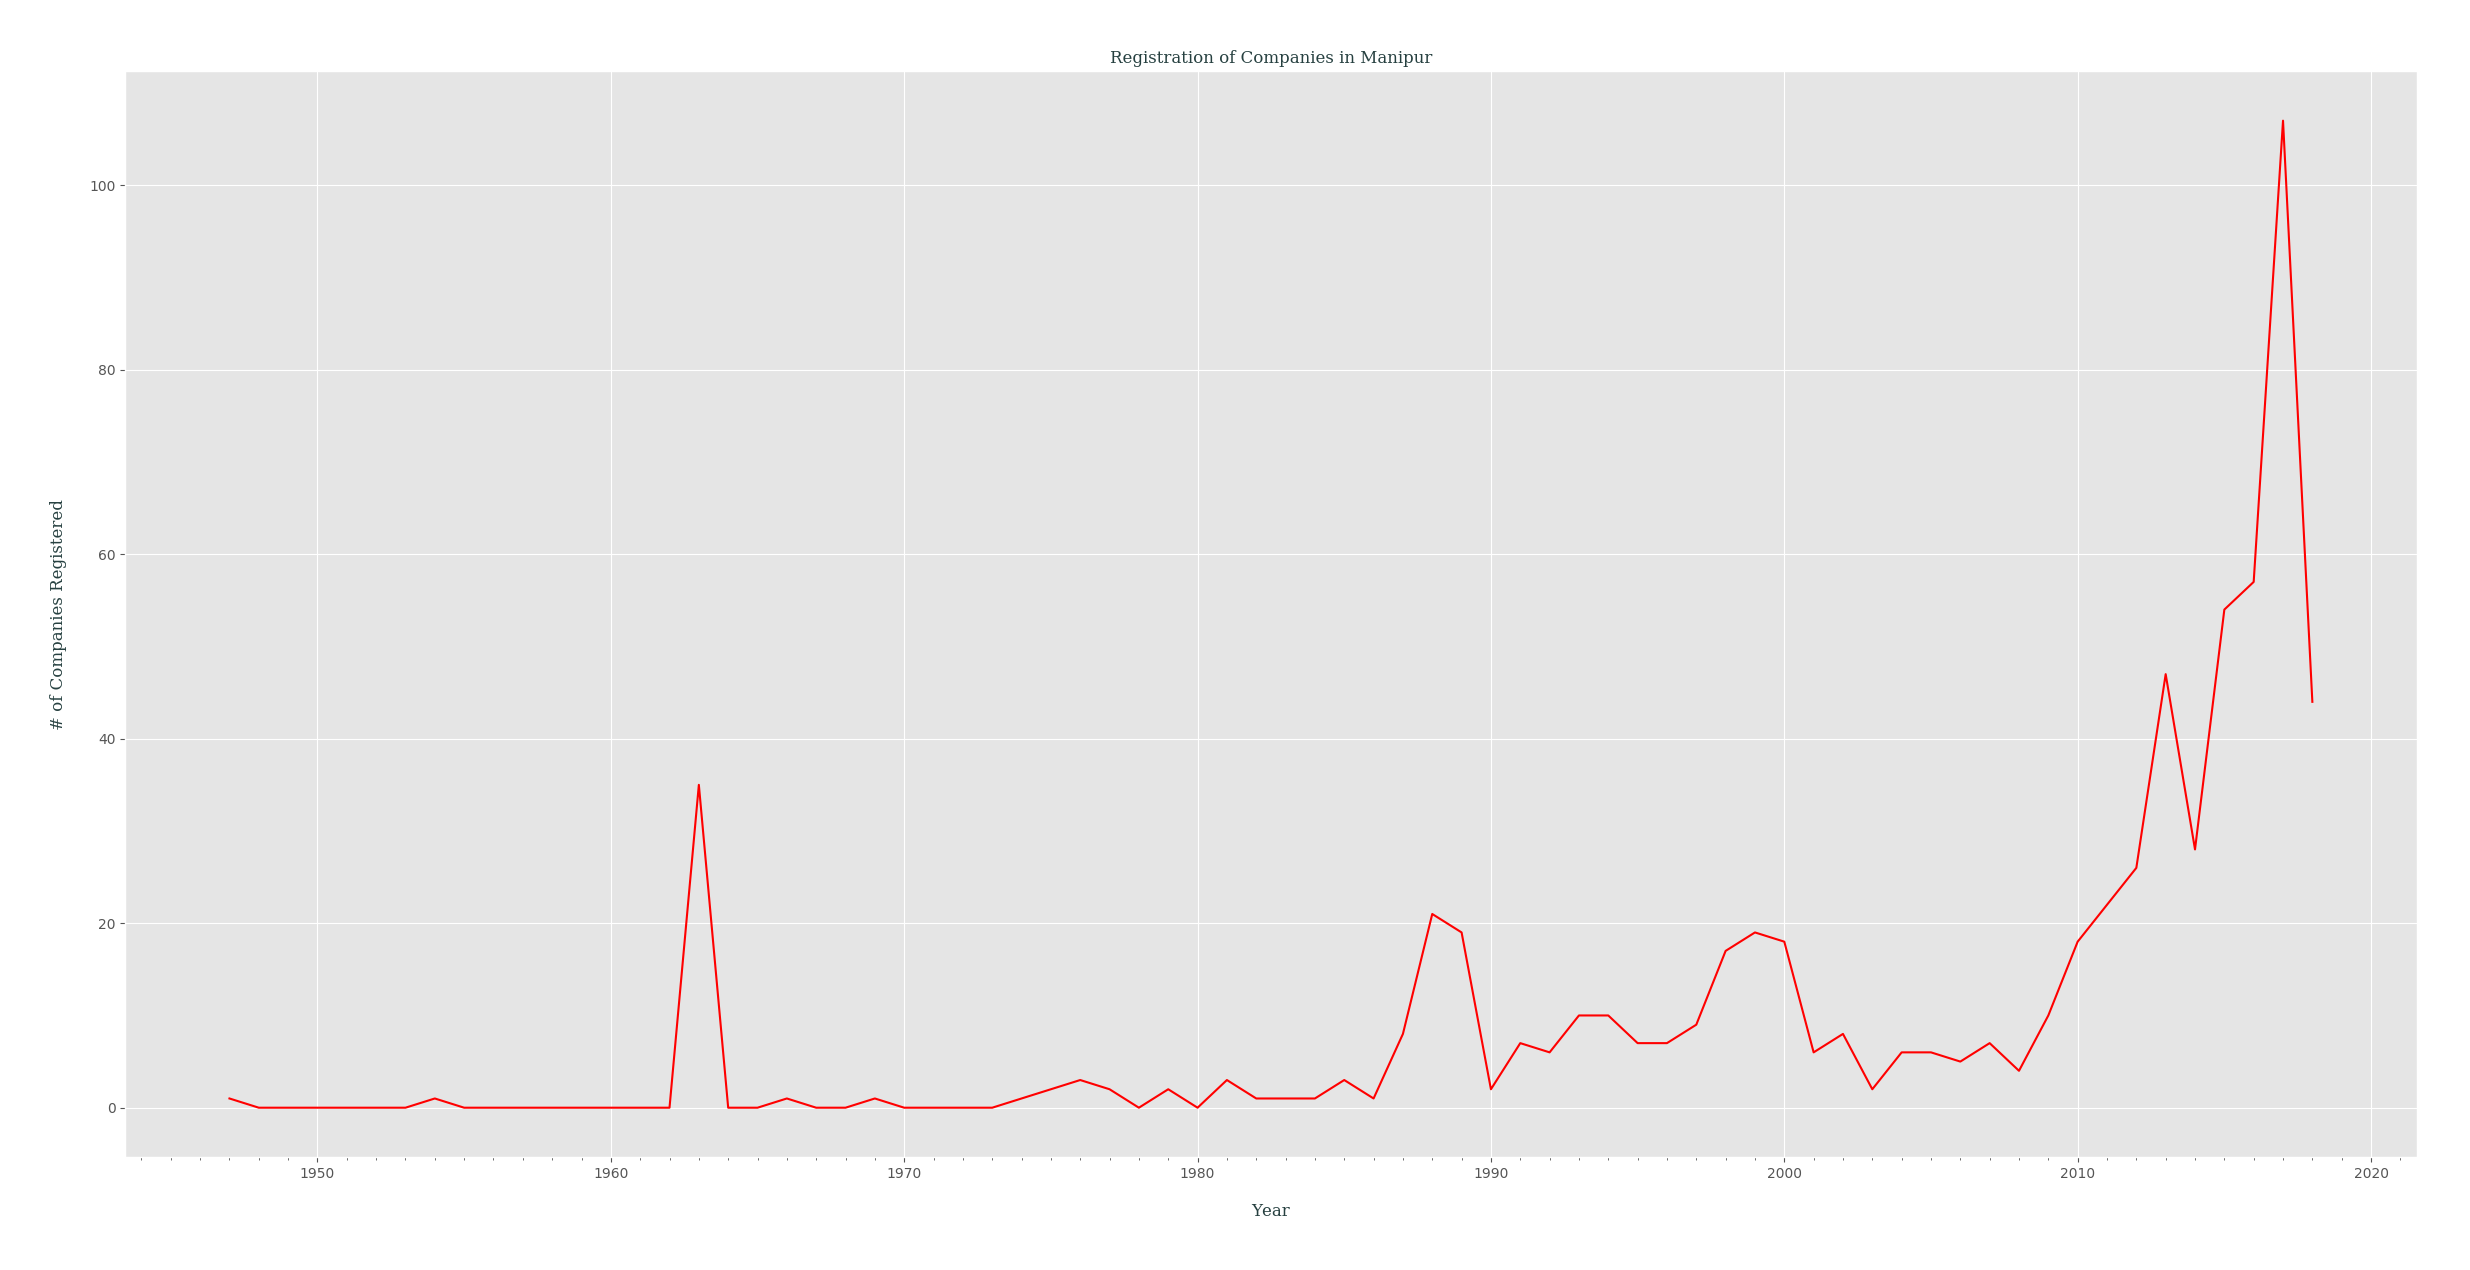 Registration of Companies in Manipur
100
80
60
40
20
0
# of Companies Registered
1950 1960 1970 1980 1990 2000 2010 2020
Year